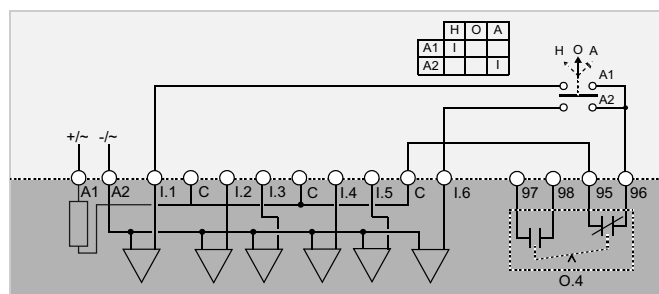 H O A
A1 I
A2 I
H O A
A1
A2
+/~ -/~
A1 A2 I.1 C I.2 I.3 C I.4 I.5 C I.6 97 98 95 96
O.4